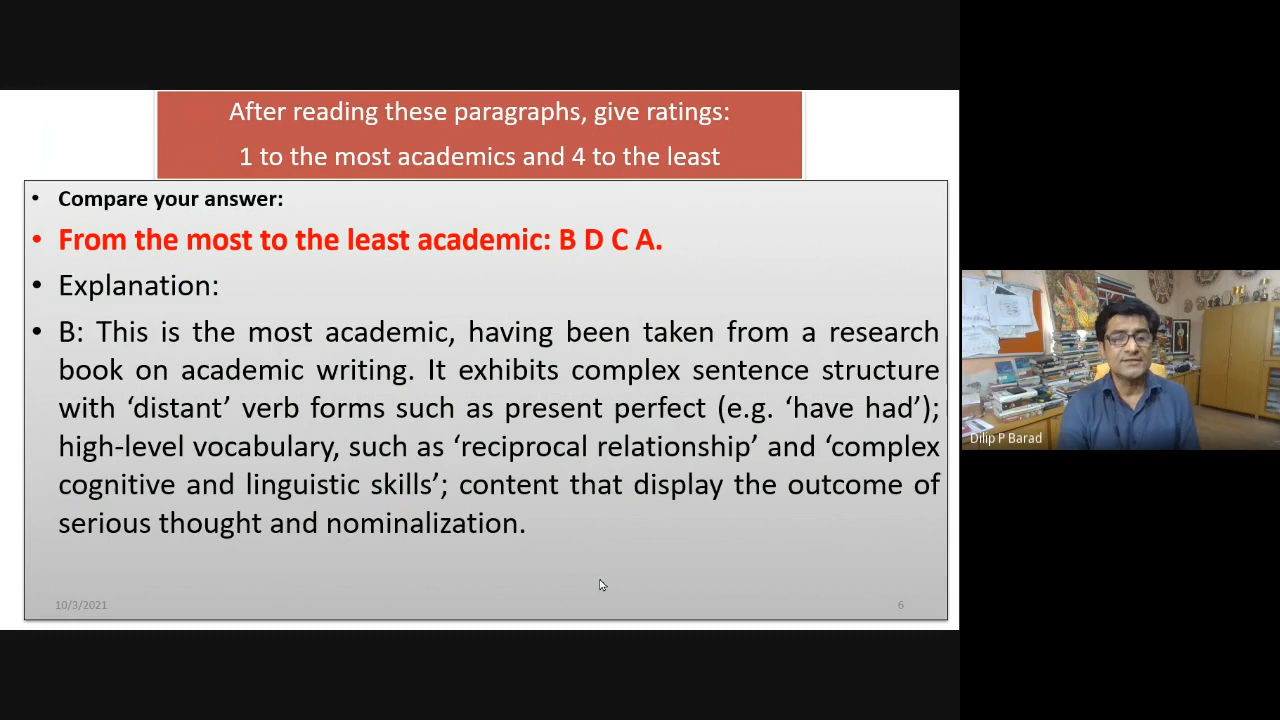 After reading these paragraphs, give ratings:
1 to the most academics and 4 to the least
• Compare your answer:
• From the most to the least academic: B D C A.
• Explanation:
• B: This is the most academic, having been taken from a research
book on academic writing. It exhibits complex sentence structure
with ‘distant’ verb forms such as present perfect (e.g. ‘have had’);
high-level vocabulary, such as ‘reciprocal relationship’ and ‘complex
cognitive and linguistic skills’; content that display the outcome of
serious thought and nominalization.
10/3/2021
6
Dilip P Barad